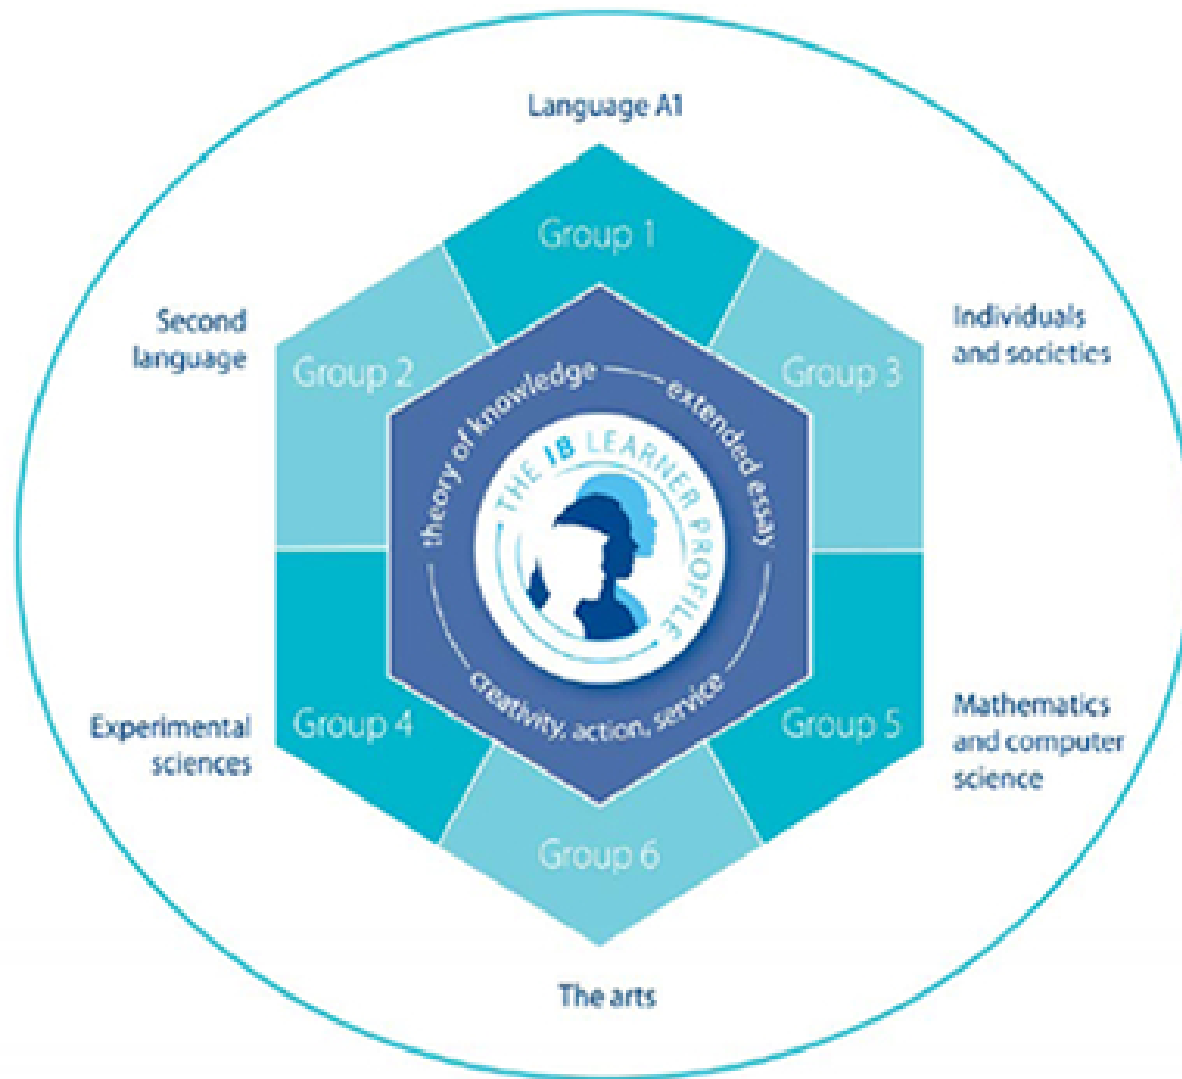 Language A1
Group 1
Second
language
Individuals
and societies
Group 2
Group 3
theory of knowledge
extended essay
THE IB LEARNER PROFILE
creativity, action, service
Experimental
sciences
Group 4
Group 5
Mathematics
and computer
science
Group 6
The arts